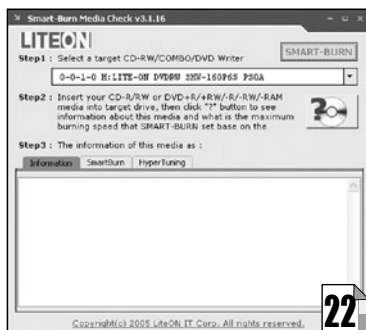 Smart-Burn Media Check v3.1.16
LITEON
SMART-BURN
Step1 : Select a target CD-RW/COMBO/DVD Writer
0-0-1-0 H:LITE-ON DVDRW SHW-160P6S PS0A
Step2 : Insert your CD-R/RW or DVD+R/+RW/-R/-RW/-RAM
media into target drive, then click "?" button to see
information about this media and what is the maximum
burning speed that SMART-BURN set base on the
Step3 : The information of this media as :
Information SmartBurn HyperTuning
Copyright(c) 2005 LiteON IT Corp. All rights reserved.
22